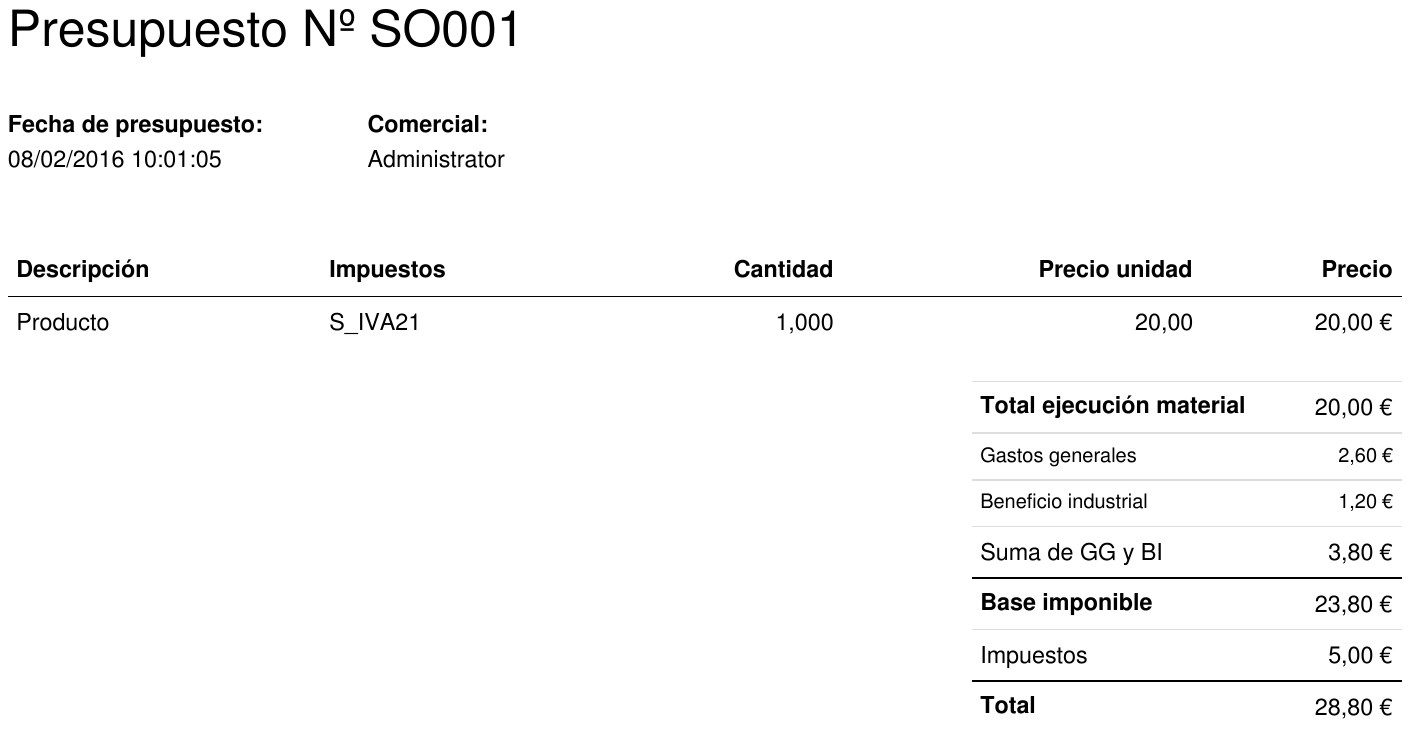 Presupuesto Nº SO001
Fecha de presupuesto: Comercial:
08/02/2016 10:01:05 Administrator
Descripción Impuestos Cantidad Precio unidad Precio
Producto S_IVA21 1,000 20,00 20,00 €
Total ejecución material 20,00 €
Gastos generales 2,60 €
Beneficio industrial 1,20 €
Suma de GG y BI 3,80 €
Base imponible 23,80 €
Impuestos 5,00 €
Total 28,80 €